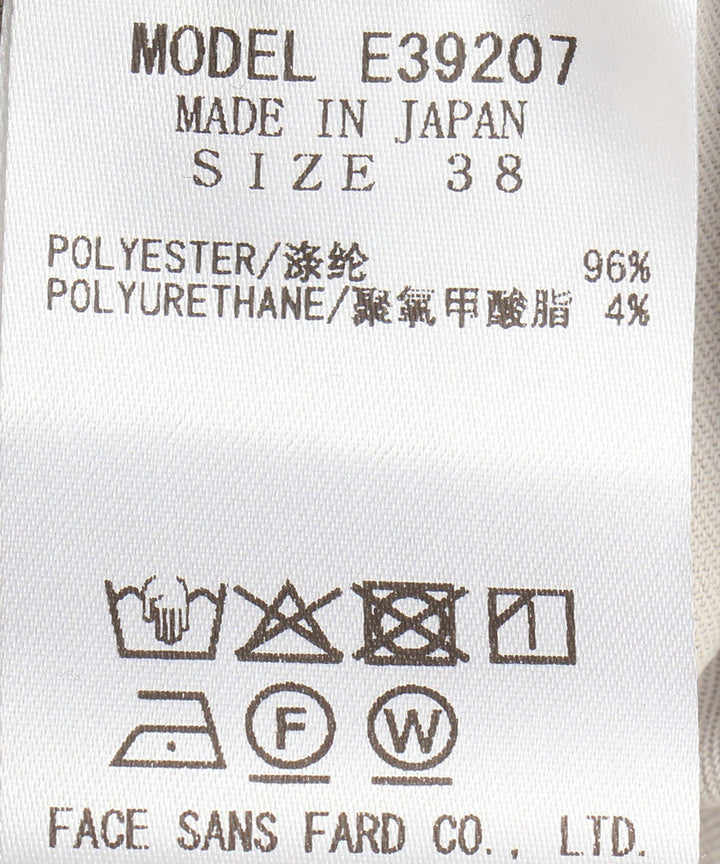 MODEL E39207
MADE IN JAPAN
SIZE 38
POLYESTER/涤纶 96%
POLYURETHANE/聚氨甲酸脂 4%
F W
FACE SANS FARD CO., LTD.